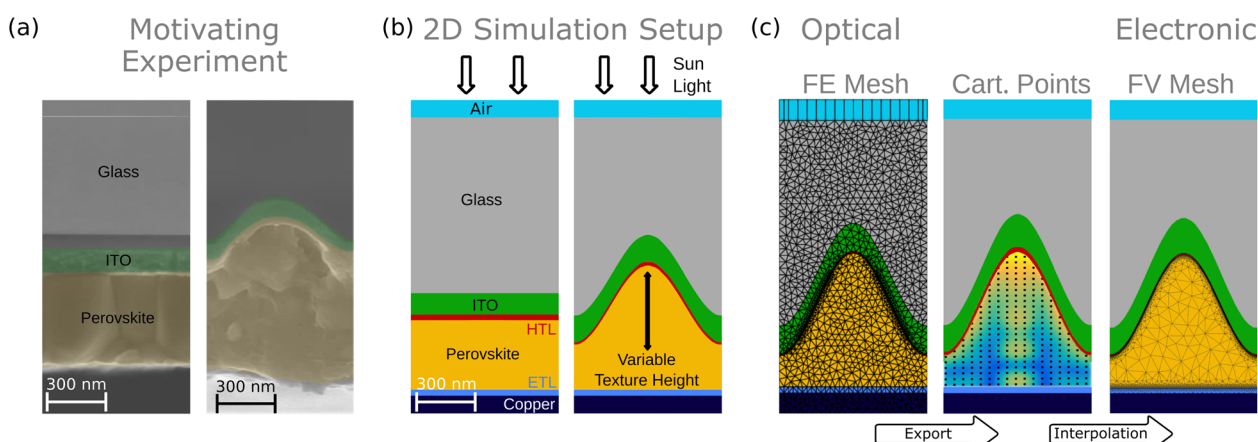 (a)
Motivating
Experiment
Glass
ITO
Perovskite
300 nm
300 nm
(b) 2D Simulation Setup
Sun
Light
Air
Glass
ITO
HTL
Perovskite
ETL
300 nm
Copper
Variable
Texture Height
(c) Optical
Electronic
FE Mesh
Cart. Points
FV Mesh
Export
Interpolation